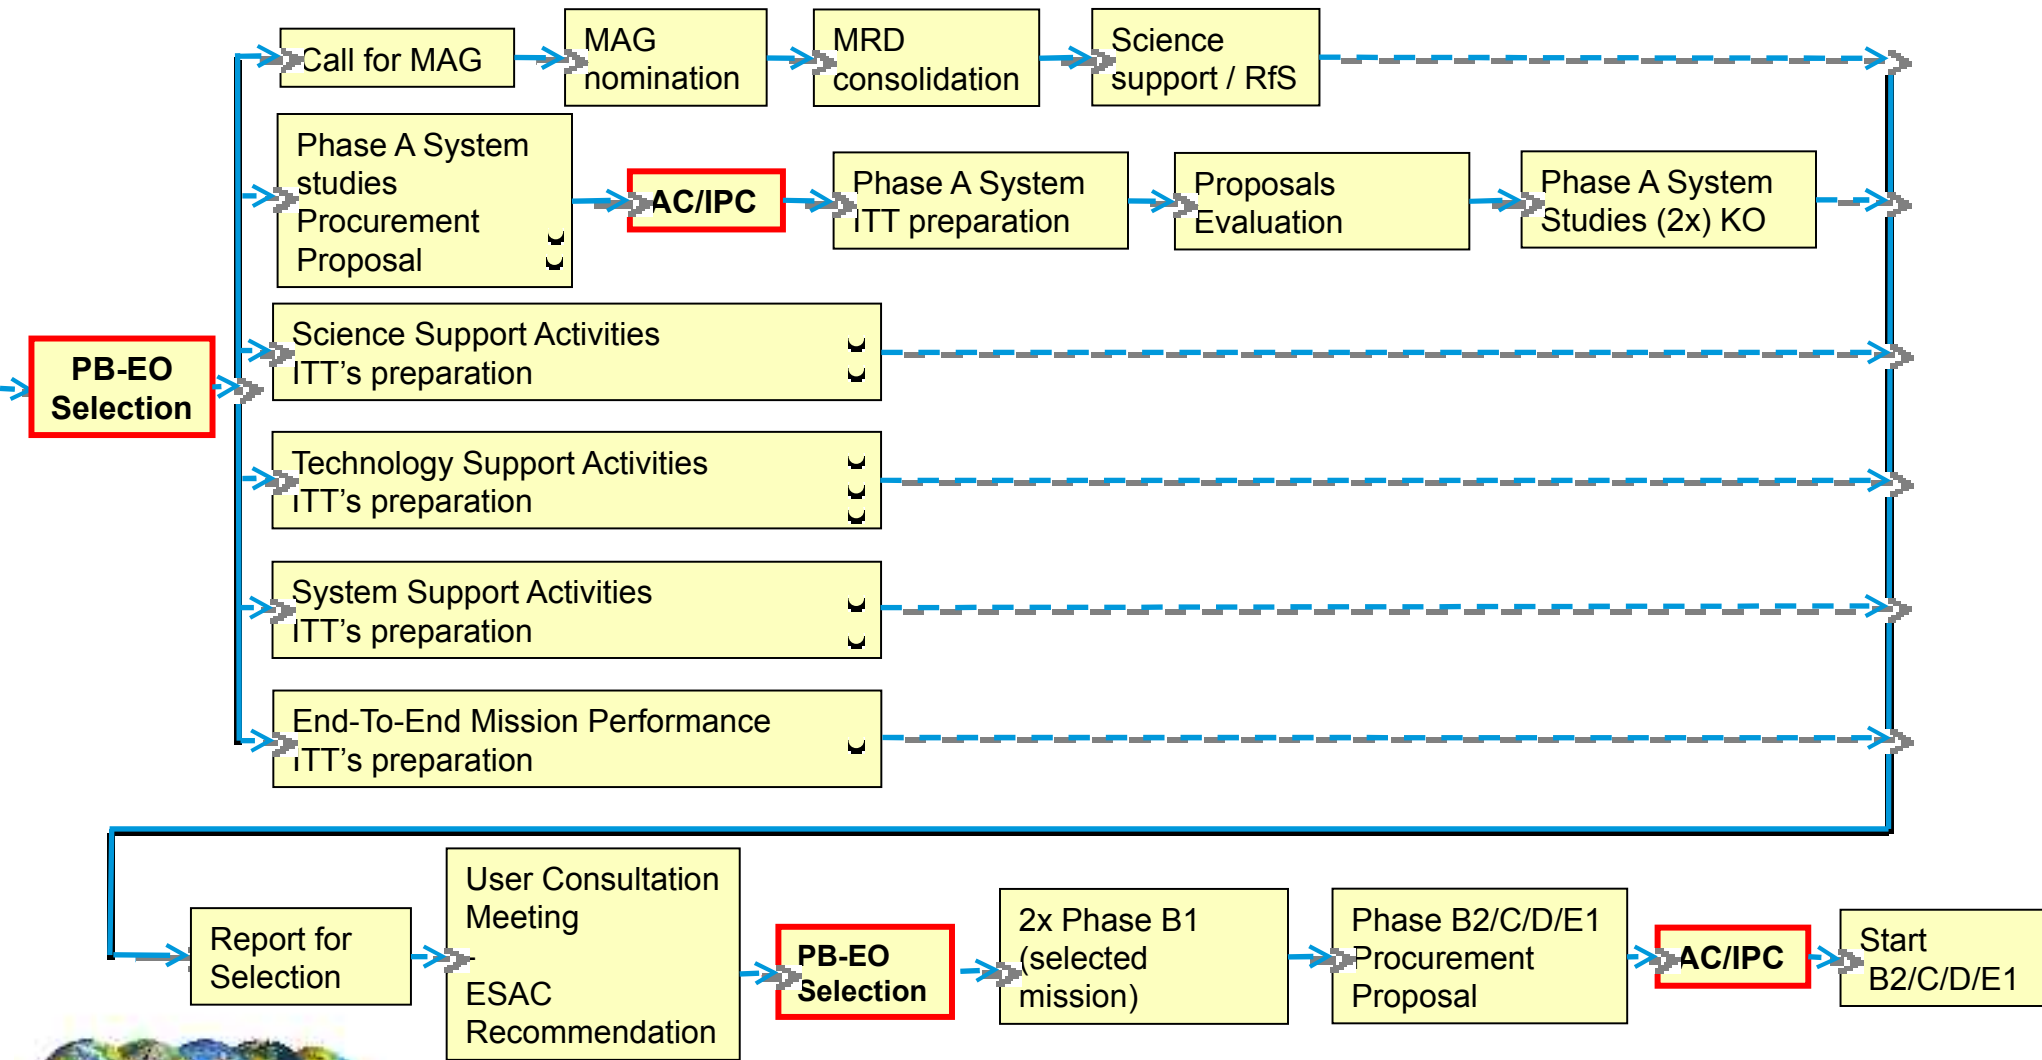 Call for MAG
MAG
nomination
MRD
consolidation
Science
support / RfS
Phase A System
studies
Procurement
Proposal
AC/IPC
Phase A System
ITT preparation
Proposals
Evaluation
Phase A System
Studies (2x) KO
PB-EO
Selection
Science Support Activities
ITT’s preparation
Technology Support Activities
ITT’s preparation
System Support Activities
ITT’s preparation
End-To-End Mission Performance
ITT’s preparation
Report for
Selection
User Consultation
Meeting
-
ESAC
Recommendation
PB-EO
Selection
2x Phase B1
(selected
mission)
Phase B2/C/D/E1
Procurement
Proposal
AC/IPC
Start
B2/C/D/E1